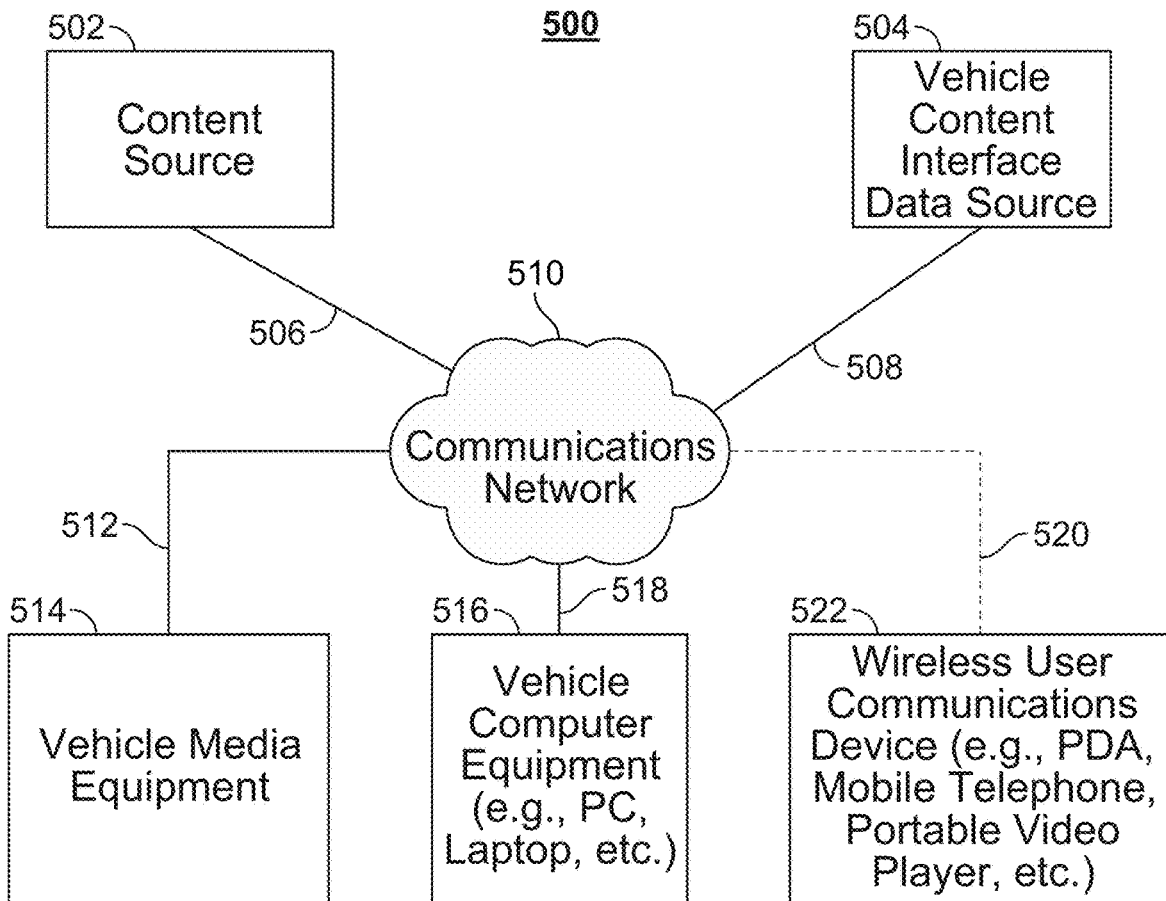 500
502
504
Content
Source
Vehicle
Content
Interface
Data Source
506
510
508
Communications
Network
512
518
520
514
516
522
Vehicle Media
Equipment
Vehicle
Computer
Equipment
(e.g., PC,
Laptop, etc.)
Wireless User
Communications
Device (e.g., PDA,
Mobile Telephone,
Portable Video
Player, etc.)